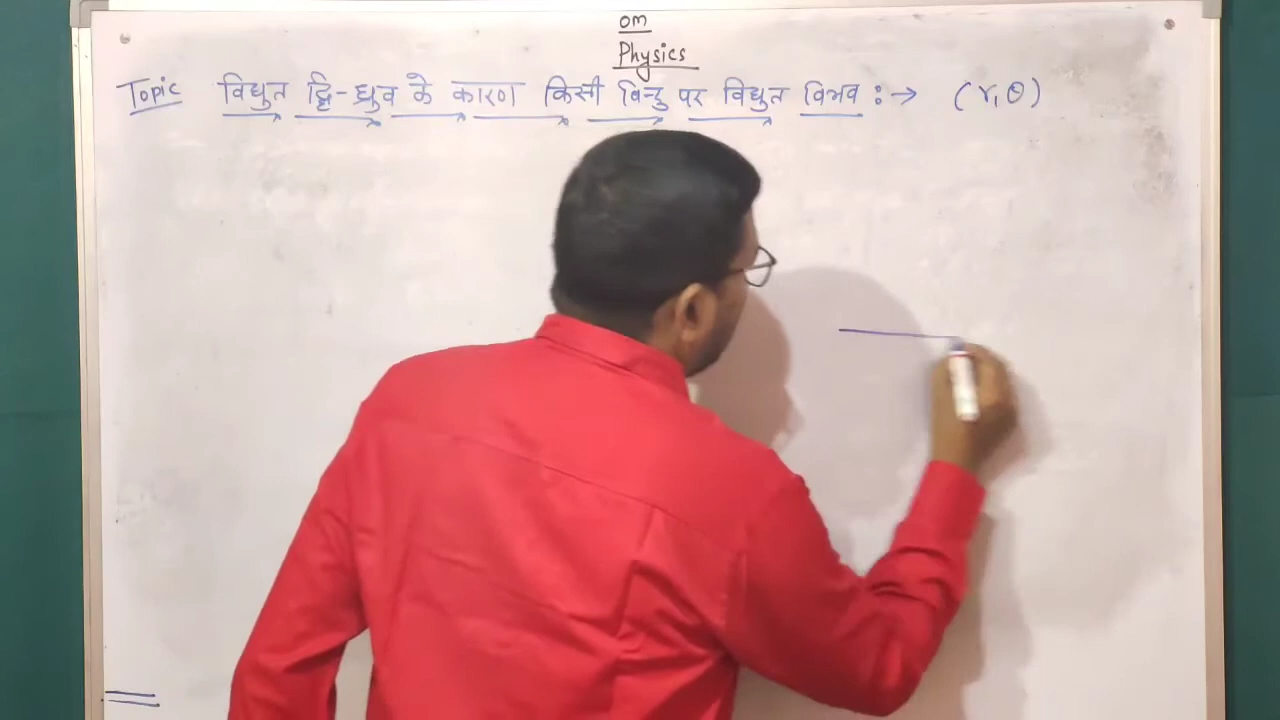 om
Physics
Topic विद्युत द्वि-ध्रुव के कारण किसी बिन्दु पर विद्युत विभव :→ (r,θ)